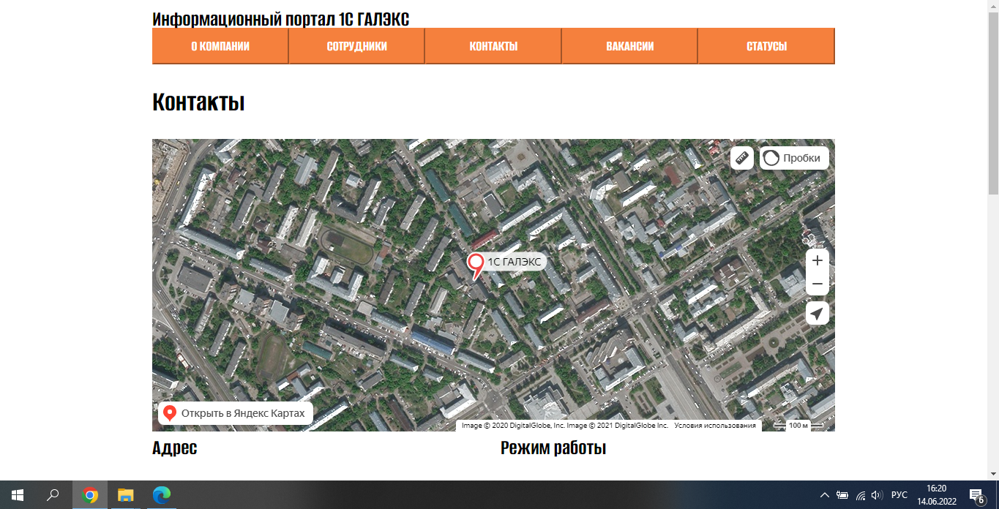 Информационный портал 1С ГАЛЭКС
О КОМПАНИИ
СОТРУДНИКИ
КОНТАКТЫ
ВАКАНСИИ
СТАТУСЫ
Контакты
Пробки
Yandex
1С ГАЛЭКС
Открыть в Яндекс Картах
Image © 2020 DigitalGlobe, Inc. Image © 2021 DigitalGlobe Inc. Условия использования
100 м
Адрес
Режим работы
РУС
16:20
14.06.2022
6